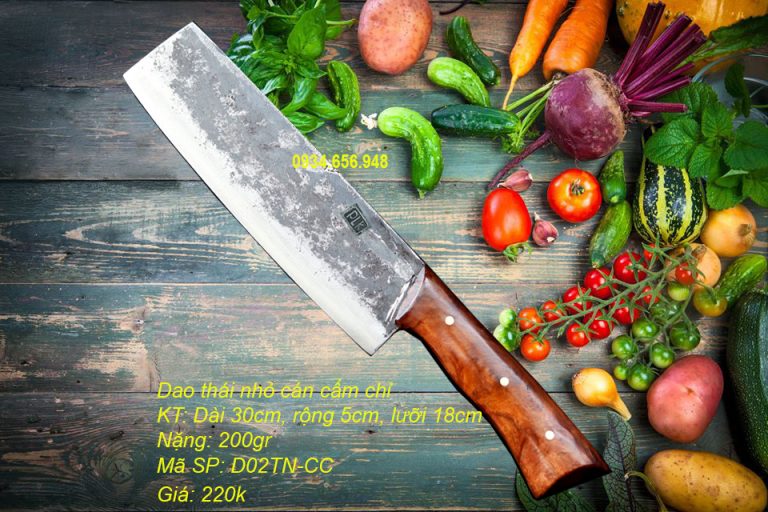 0934.656.948
Dao thái nhỏ cán cẩm chỉ
KT: Dài 30cm, rộng 5cm, lưỡi 18cm
Nặng: 200gr
Mã SP: D02TN-CC
Giá: 220k